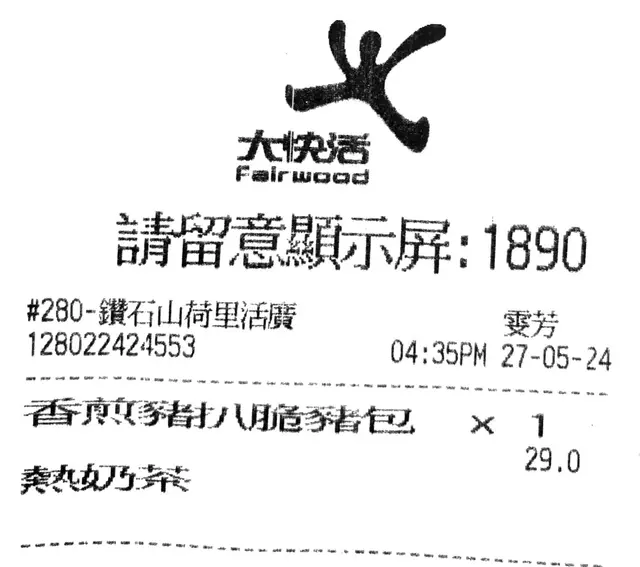 大快活
Fairwood
請留意顯示屏:1890
#280-鑽石山荷里活廣
雯芳
128022424553
04:35PM 27-05-24
香煎豬扒脆豬包 × 1
29.0
熱奶茶